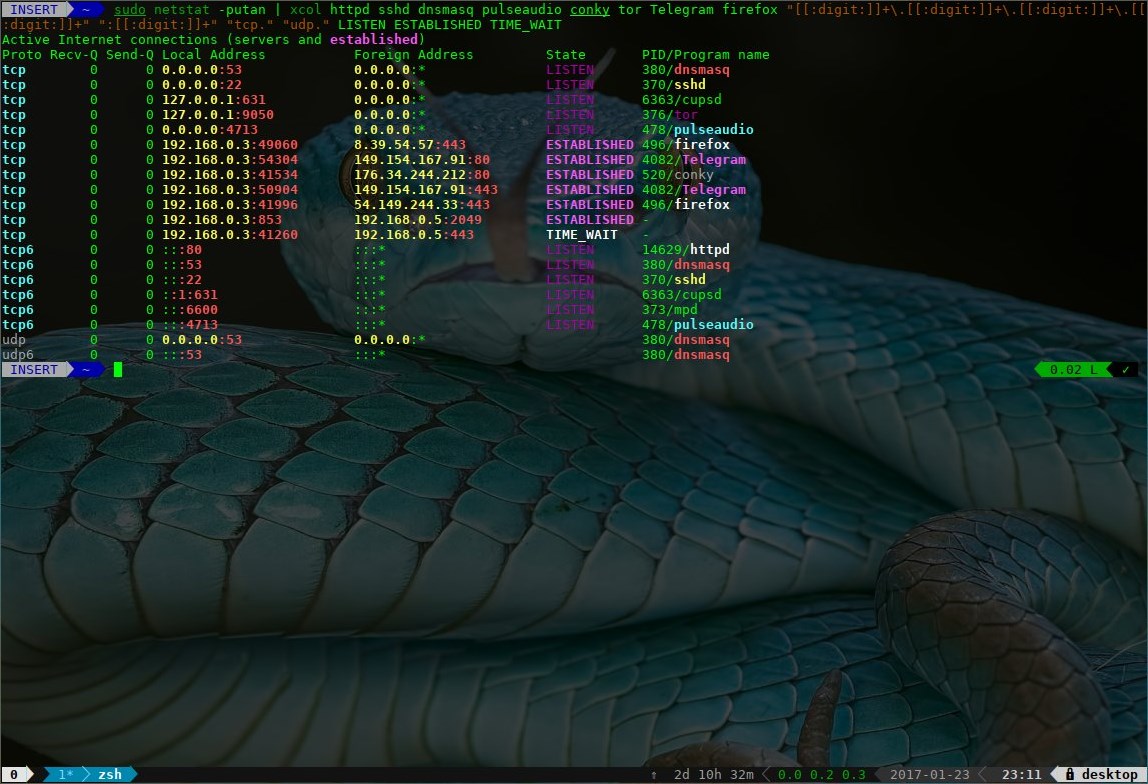 INSERT ~ sudo netstat -putan | xcol httpd sshd dnsmasq pulseaudio conky tor Telegram firefox "[[:digit:]]+\.[[:digit:]]+\.[[:digit:]]+\.[[
:digit:]]+" ":[[:digit:]]+" "tcp." "udp." LISTEN ESTABLISHED TIME_WAIT
Active Internet connections (servers and established)
Proto Recv-Q Send-Q Local Address Foreign Address State PID/Program name
tcp 0 0 0.0.0.0:53 0.0.0.0:* LISTEN 380/dnsmasq
tcp 0 0 0.0.0.0:22 0.0.0.0:* LISTEN 370/sshd
tcp 0 0 127.0.0.1:631 0.0.0.0:* LISTEN 6363/cupsd
tcp 0 0 127.0.0.1:9050 0.0.0.0:* LISTEN 376/tor
tcp 0 0 0.0.0.0:4713 0.0.0.0:* LISTEN 478/pulseaudio
tcp 0 0 192.168.0.3:49060 8.39.54.57:443 ESTABLISHED 496/firefox
tcp 0 0 192.168.0.3:54304 149.154.167.91:80 ESTABLISHED 4082/Telegram
tcp 0 0 192.168.0.3:41534 176.34.244.212:80 ESTABLISHED 520/conky
tcp 0 0 192.168.0.3:50904 149.154.167.91:443 ESTABLISHED 4082/Telegram
tcp 0 0 192.168.0.3:41996 54.149.244.33:443 ESTABLISHED 496/firefox
tcp 0 0 192.168.0.3:853 192.168.0.5:2049 ESTABLISHED -
tcp 0 0 192.168.0.3:41260 192.168.0.5:443 TIME_WAIT -
tcp6 0 0 :::80 :::* LISTEN 14629/httpd
tcp6 0 0 :::53 :::* LISTEN 380/dnsmasq
tcp6 0 0 :::22 :::* LISTEN 370/sshd
tcp6 0 0 ::1:631 :::* LISTEN 6363/cupsd
tcp6 0 0 :::6600 :::* LISTEN 373/mpd
tcp6 0 0 :::4713 :::* LISTEN 478/pulseaudio
udp 0 0 0.0.0.0:53 0.0.0.0:* 380/dnsmasq
udp6 0 0 :::53 :::* 380/dnsmasq
INSERT ~ 0.02 L ✓
0 1* zsh ↑ 2d 10h 32m 0.0 0.2 0.3 2017-01-23 23:11 desktop